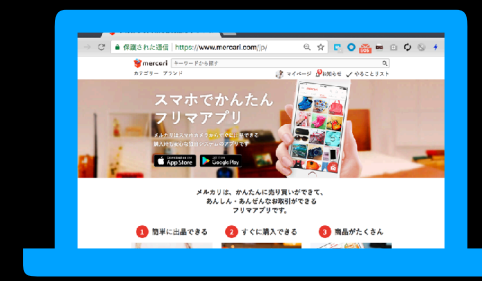 保護された通信 | https://www.mercari.com/jp/
mercari キーワードから探す
カテゴリー ブランド マイページ お知らせ やることリスト
スマホでかんたん
フリマアプリ
App Store Google Play
メルカリは、かんたんに売り買いができて、
あんしん・あんぜんなお取引ができる
フリマアプリです。
1 簡単に出品できる 2 すぐに購入できる 3 商品がたくさん